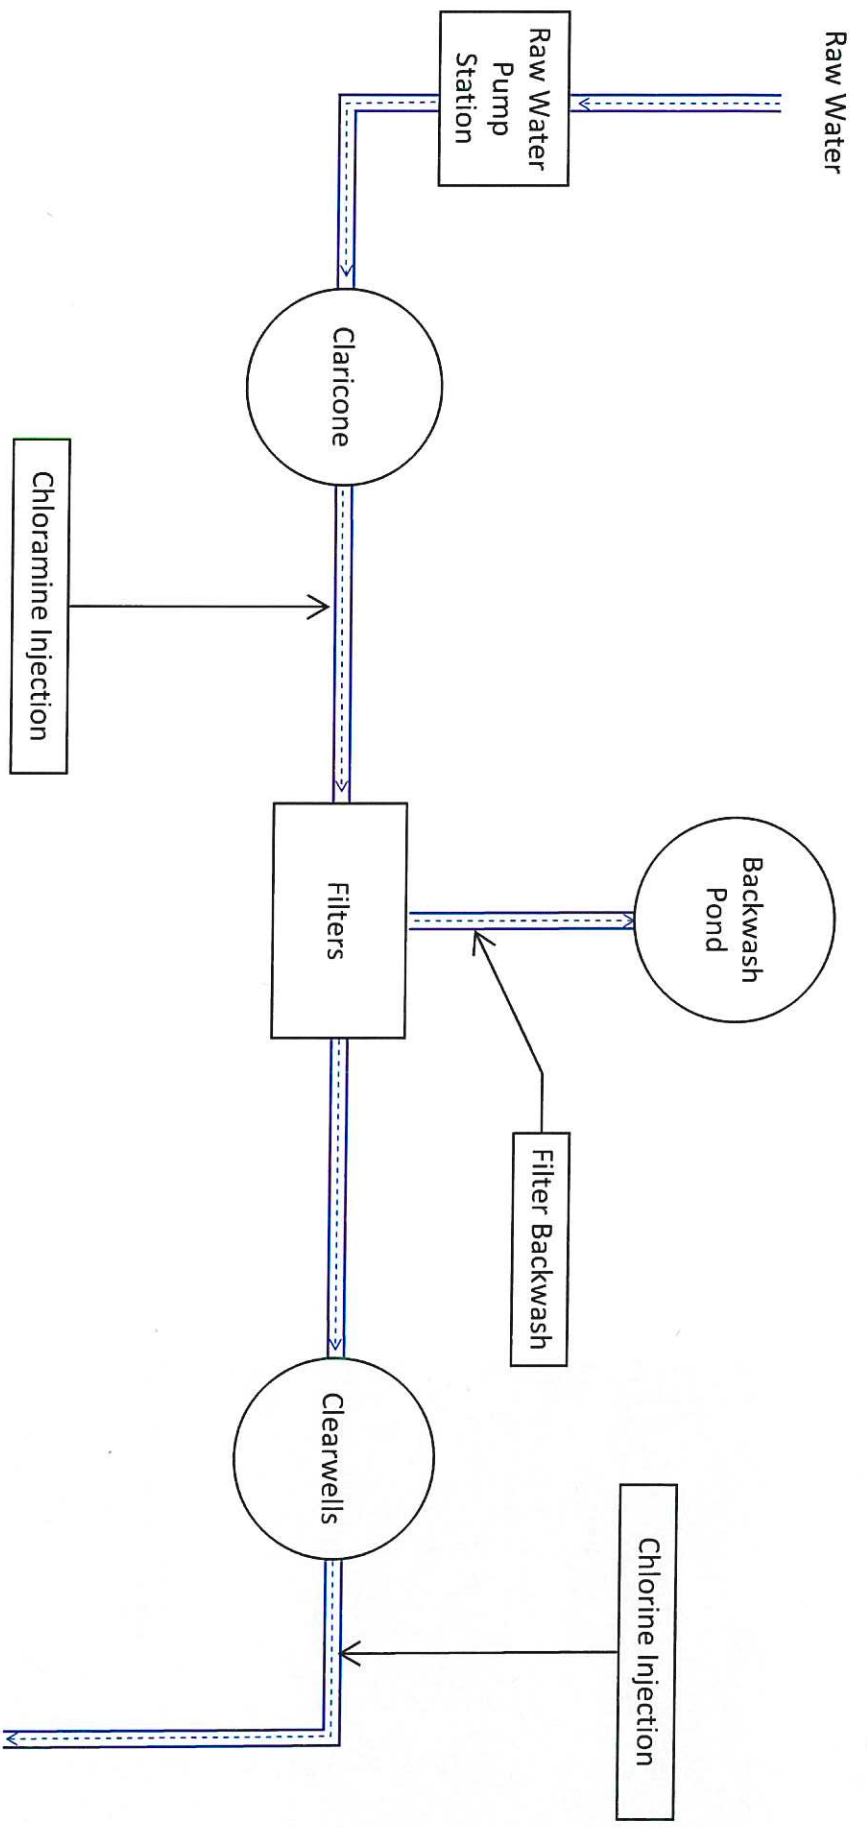 Raw Water
Raw Water
Pump
Station
Claricone
Chloramine Injection
Backwash
Pond
Filters
Filter Backwash
Clearwells
Chlorine Injection